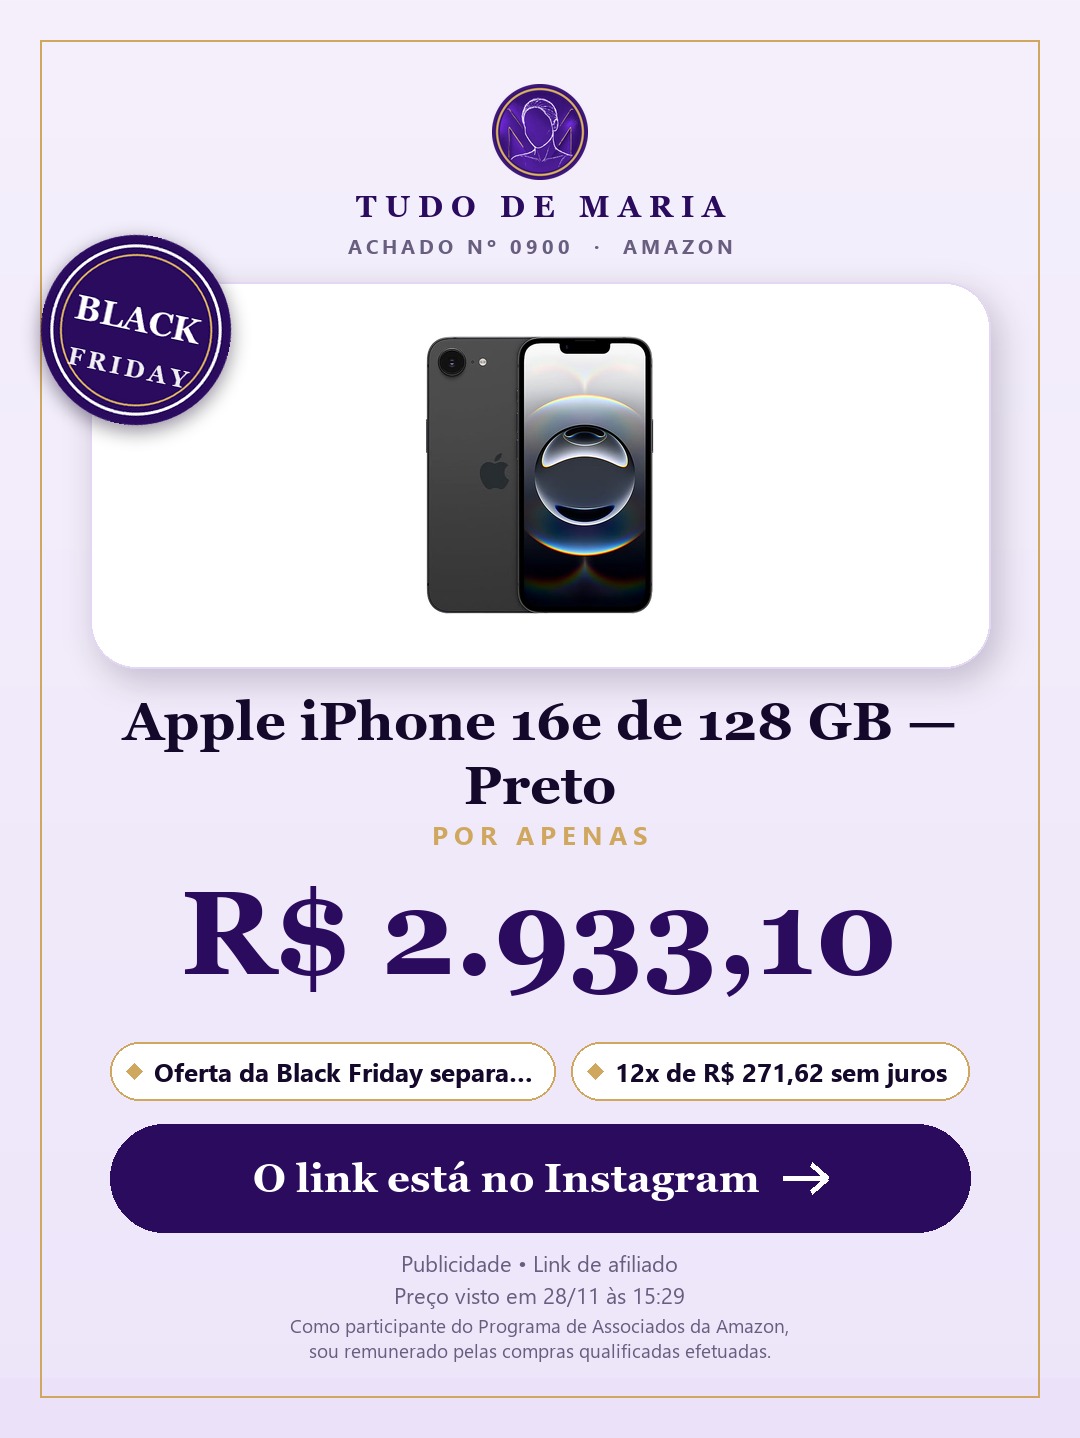 TUDO DE MARIA
ACHADO Nº 0900 · AMAZON
BLACK
FRIDAY
Apple iPhone 16e de 128 GB —
Preto
POR APENAS
R$ 2.933,10
Oferta da Black Friday separa...
12x de R$ 271,62 sem juros
O link está no Instagram →
Publicidade • Link de afiliado
Preço visto em 28/11 às 15:29
Como participante do Programa de Associados da Amazon,
sou remunerado pelas compras qualificadas efetuadas.